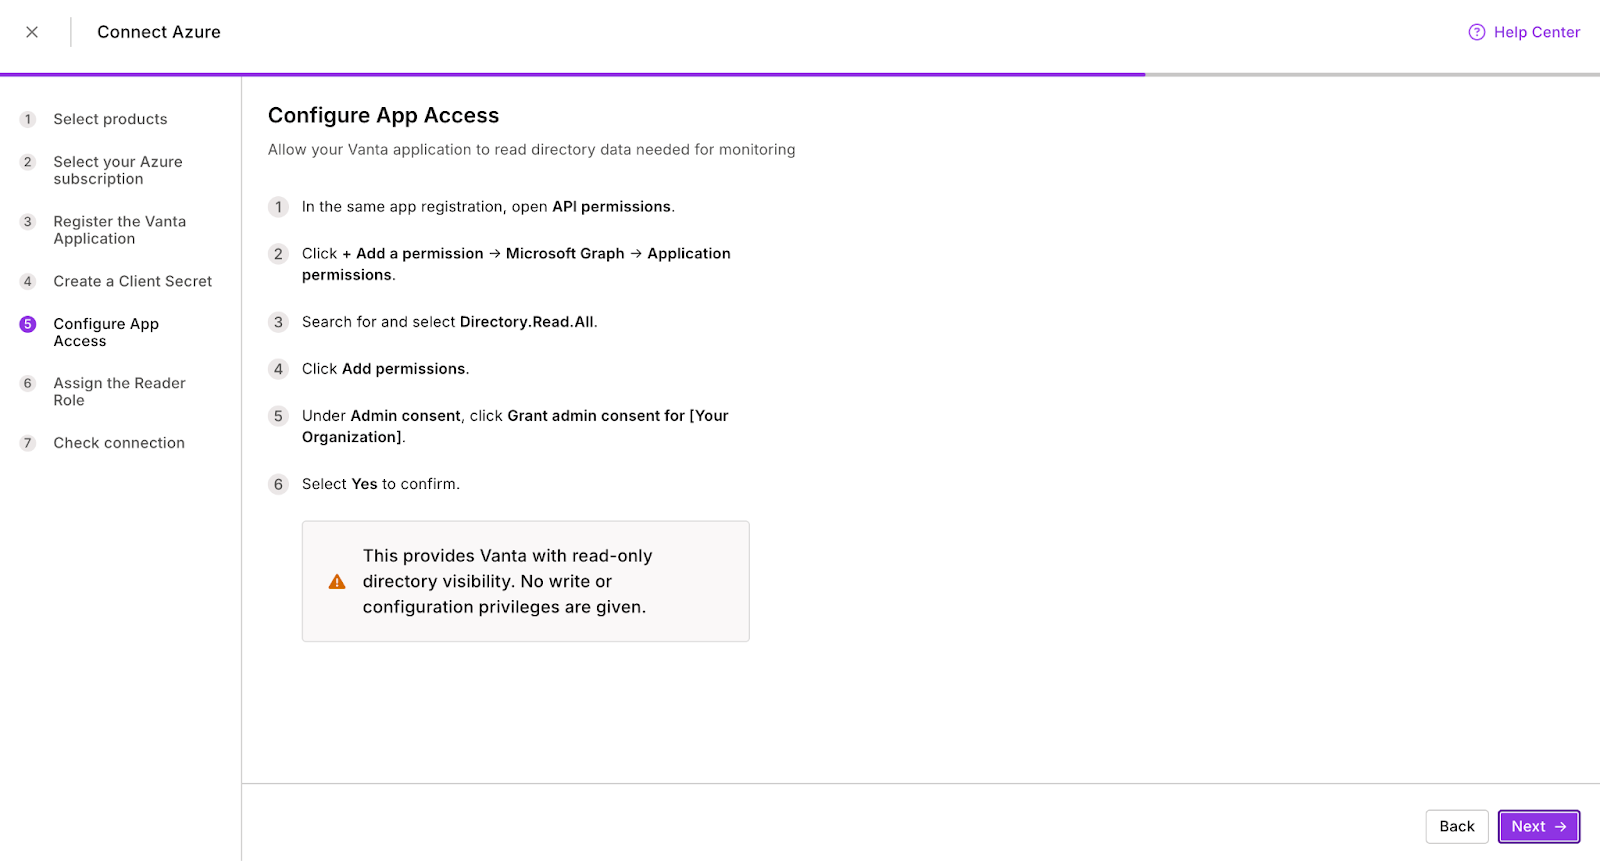 Connect Azure
Help Center
1 Select products
2 Select your Azure
subscription
3 Register the Vanta
Application
4 Create a Client Secret
5 Configure App
Access
6 Assign the Reader
Role
7 Check connection
Configure App Access
Allow your Vanta application to read directory data needed for monitoring
1 In the same app registration, open API permissions.
2 Click + Add a permission → Microsoft Graph → Application
permissions.
3 Search for and select Directory.Read.All.
4 Click Add permissions.
5 Under Admin consent, click Grant admin consent for [Your
Organization].
6 Select Yes to confirm.
This provides Vanta with read-only
directory visibility. No write or
configuration privileges are given.
Back
Next →